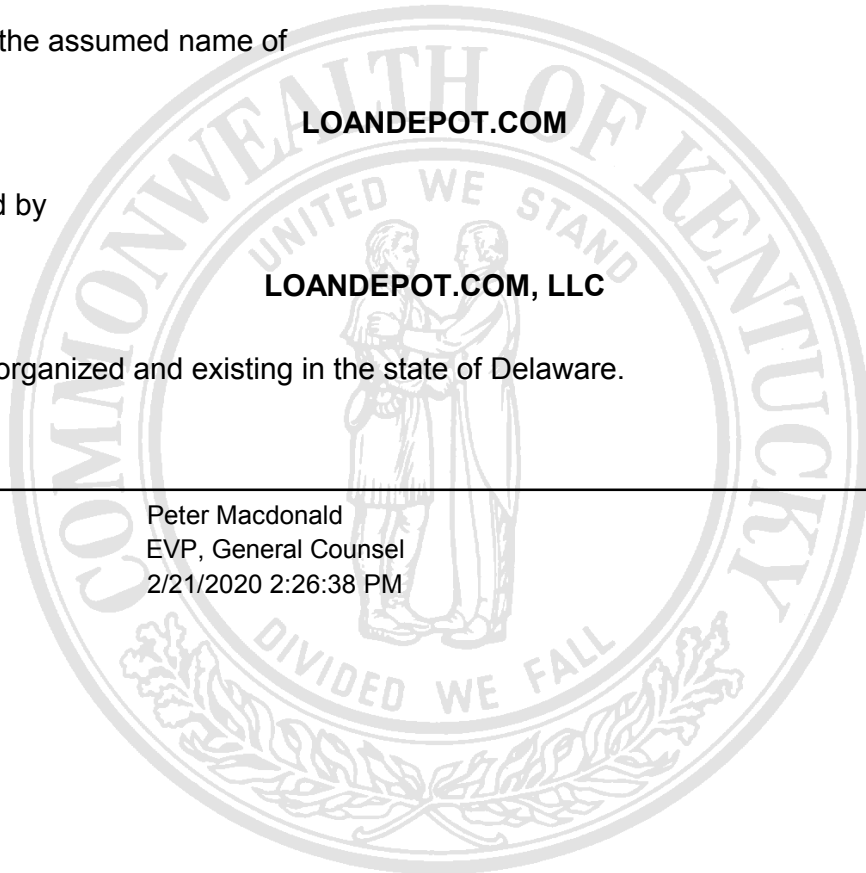 the assumed name of
LOANDEPOT.COM
d by
LOANDEPOT.COM, LLC
organized and existing in the state of Delaware.
Peter Macdonald
EVP, General Counsel
2/21/2020 2:26:38 PM
COMMONWEALTH OF KENTUCKY
UNITED WE STAND
DIVIDED WE FALL